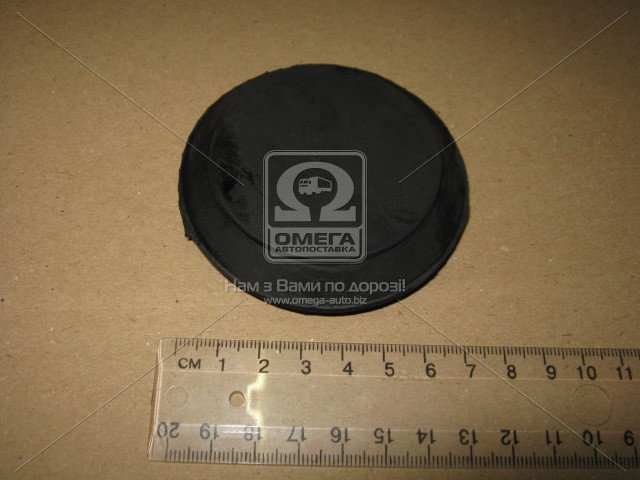 ОМЕГА
АВТОПОСТАВКА
Нам з Вами по дорозі!
www.omega-auto.biz
СМ 1 2 3 4 5 6 7 8 9 10 11
20 19 18 17 16 15 14 13 12 11 10 9